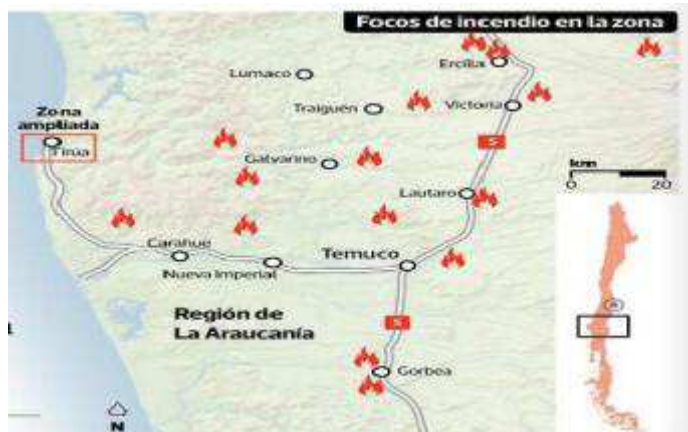 Focos de incendio en la zona
Ercilla
Lumaco
Traiguén
Victoria
Zona
ampliada
Tirúa
Galvarino
5
km
0 20
Lautaro
Carahue
Temuco
Nueva Imperial
Región de
La Araucanía
5
Gorbea
N